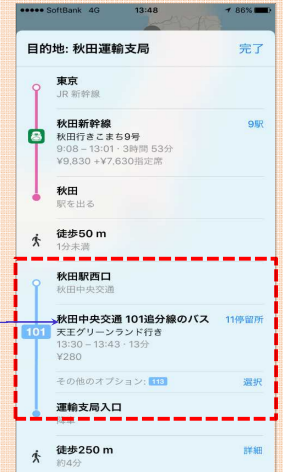 SoftBank 4G 13:48 86%
目的地: 秋田運輸支局 完了
東京
JR 新幹線
秋田新幹線 9駅
秋田行きこまち9号
9:08 – 13:01 · 3時間 53分
¥9,830 +¥7,630指定席
秋田
駅を出る
徒歩50 m
1分未満
秋田駅西口
秋田中央交通
秋田中央交通 101追分線のバス 11停留所
101 天王グリーンランド行き
13:30 – 13:43 · 13分
¥280
その他のオプション: 113 選択
運輸支局入口
徒歩250 m 詳細
約4分